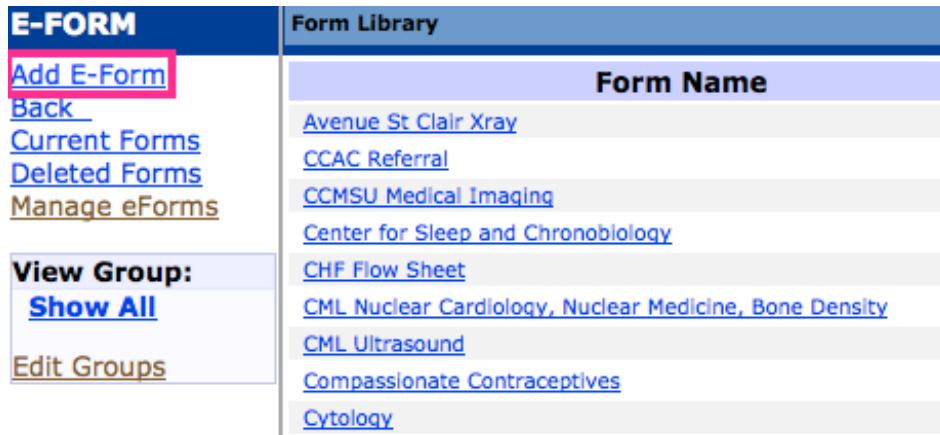 E-FORM
Add E-Form
Back
Current Forms
Deleted Forms
Manage eForms
View Group:
Show All
Edit Groups
Form Library
Form Name
Avenue St Clair Xray
CCAC Referral
CCMSU Medical Imaging
Center for Sleep and Chronobiology
CHF Flow Sheet
CML Nuclear Cardiology, Nuclear Medicine, Bone Density
CML Ultrasound
Compassionate Contraceptives
Cytology